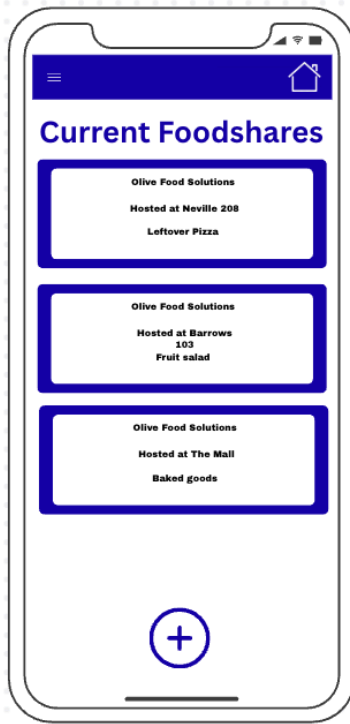 Current Foodshares
Olive Food Solutions
Hosted at Neville 208
Leftover Pizza
Olive Food Solutions
Hosted at Barrows
103
Fruit salad
Olive Food Solutions
Hosted at The Mall
Baked goods